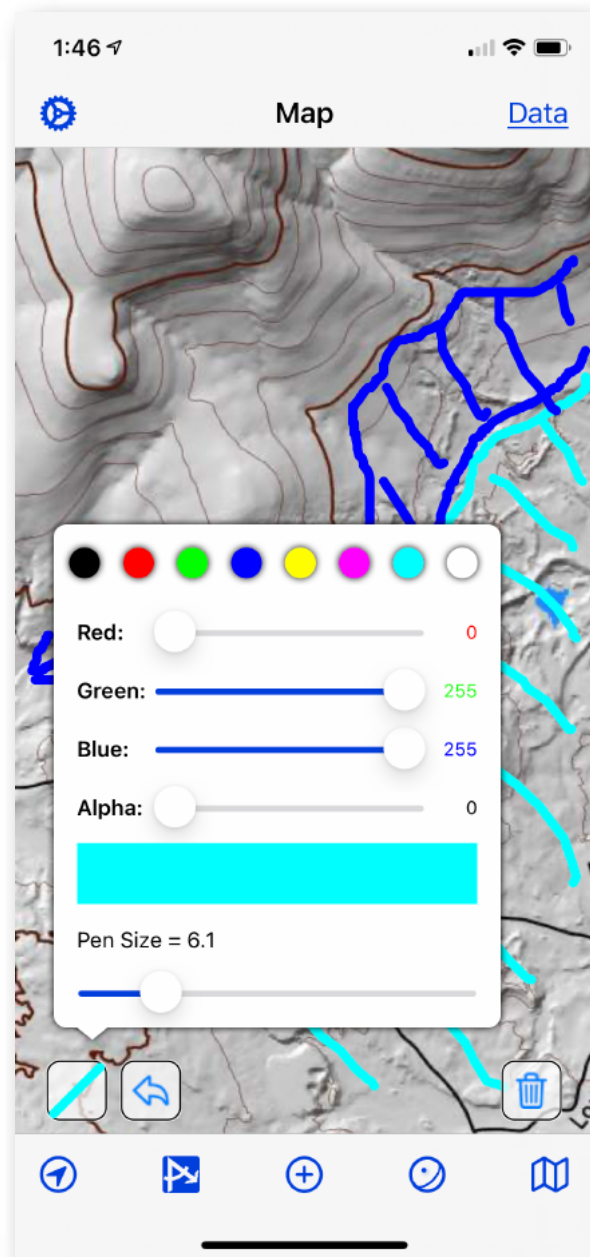 1:46
Map
Data
Red: 0
Green: 255
Blue: 255
Alpha: 0
Pen Size = 6.1